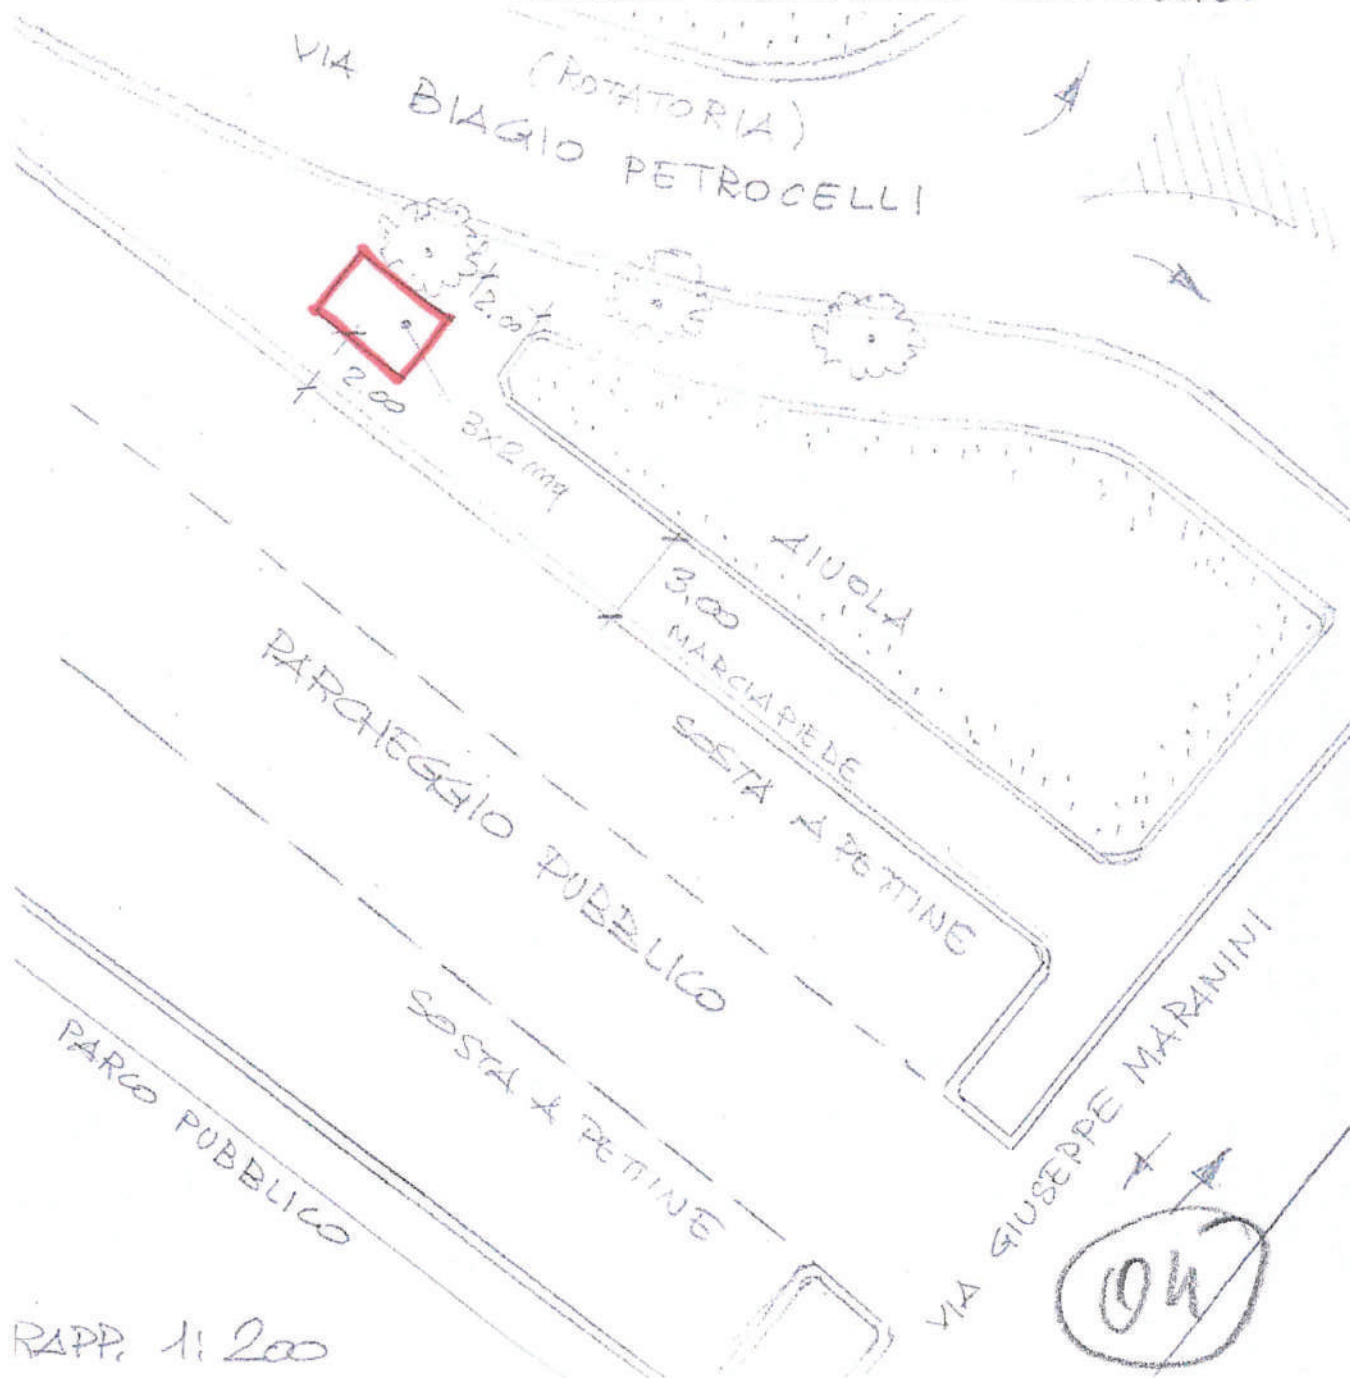 VIA BIAGIO PETROCELLI
(ROTATORIA)
2.00
2.00
3x2 mq
AIUOLA
3,00
MARCIAPIEDE
SOSTA A PETTINE
PARCHEGGIO PUBBLICO
SOSTA A PETTINE
PARCO PUBBLICO
VIA GIUSEPPE MARANINI
04
RAPP. 1:200